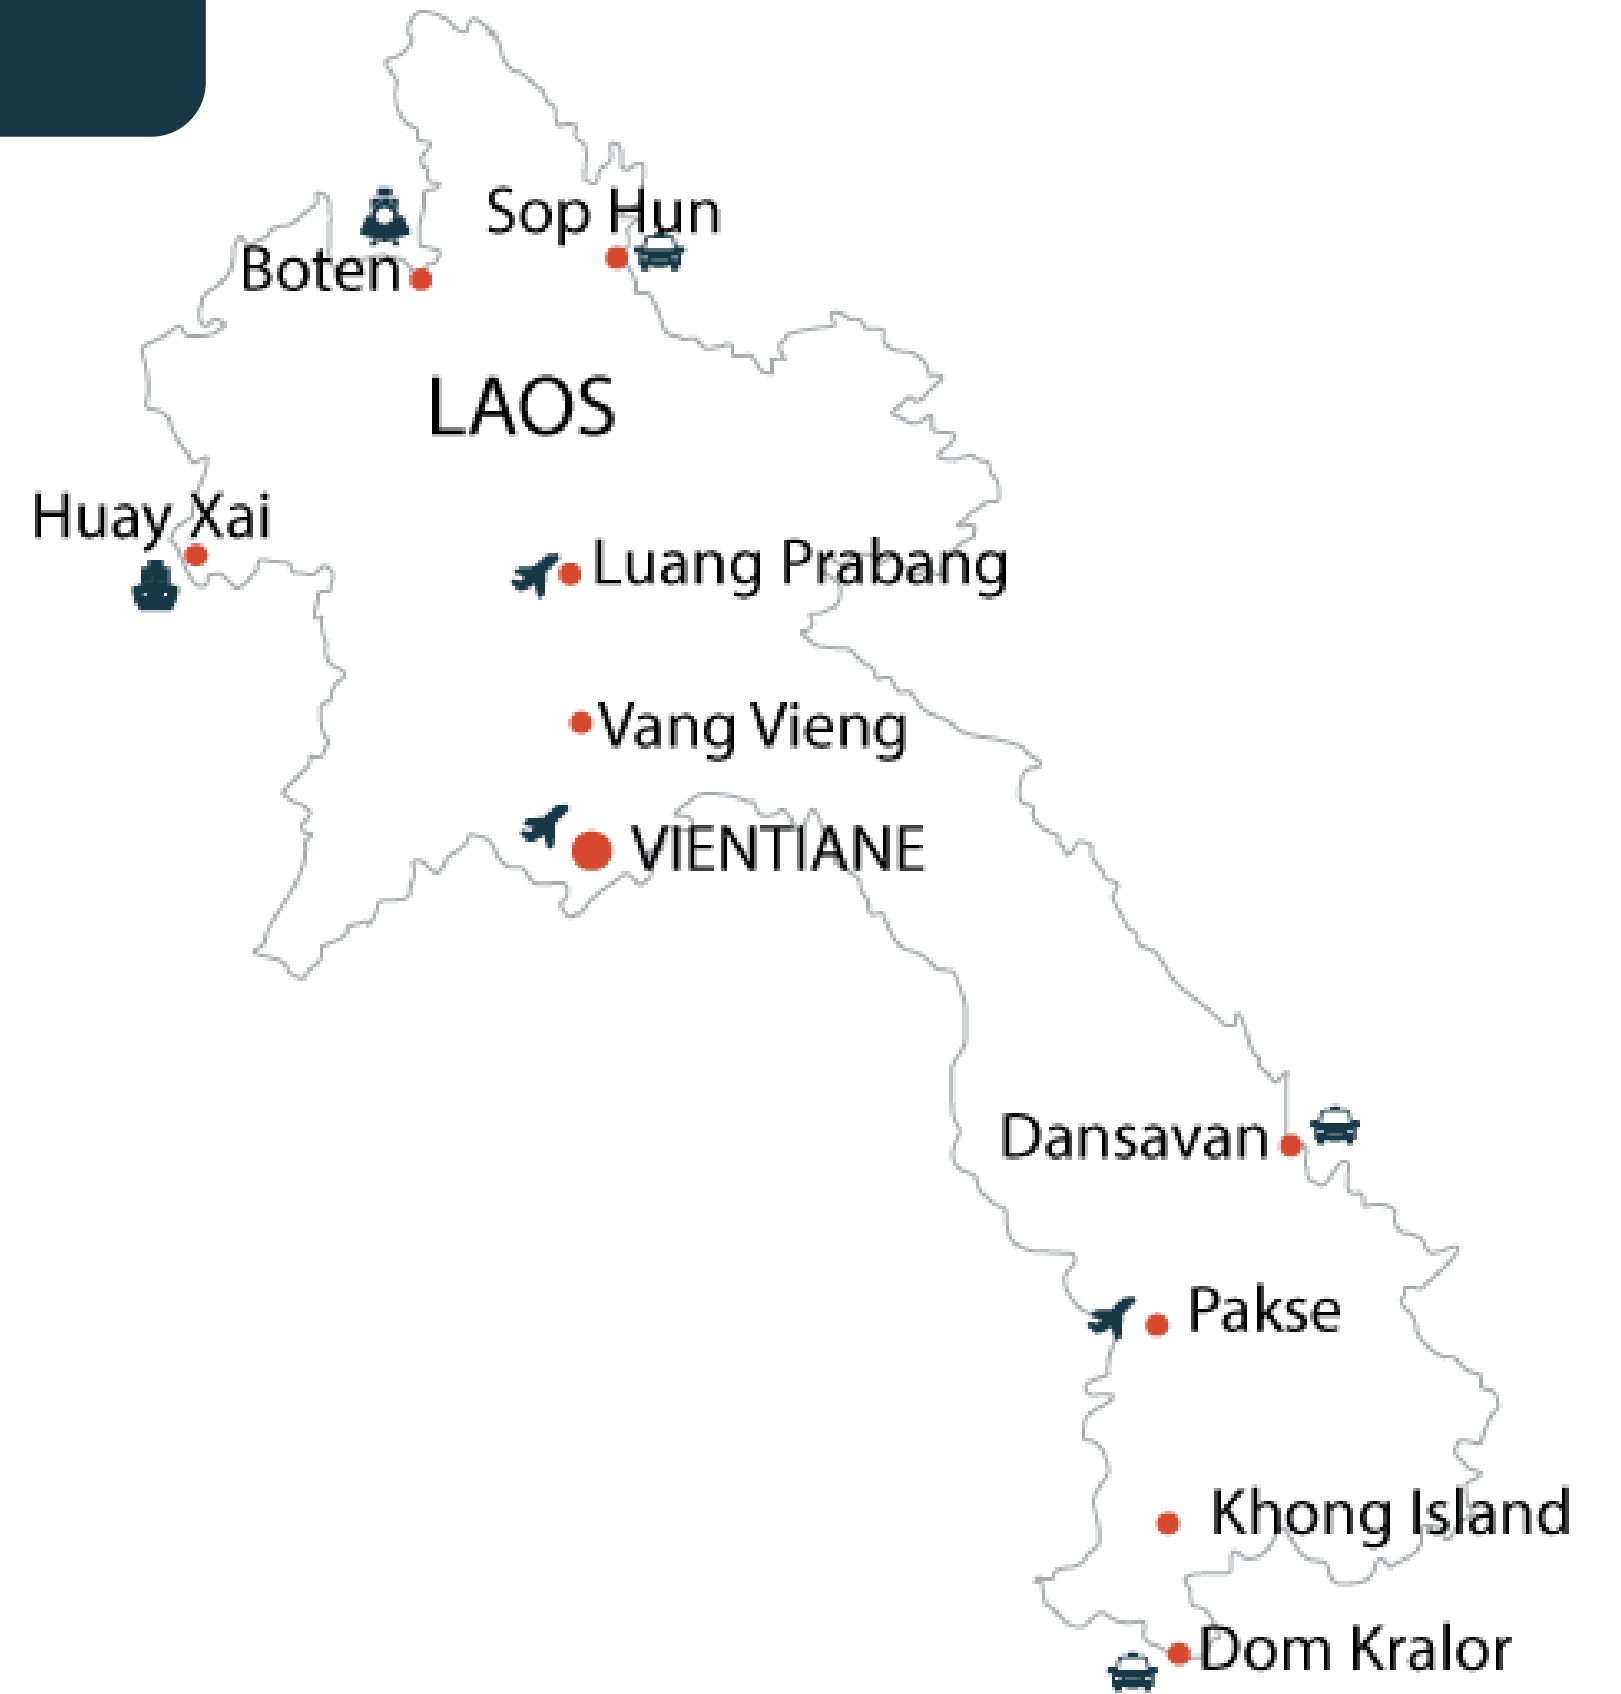 Sop Hun
Boten
LAOS
Huay Xai
Luang Prabang
Vang Vieng
VIENTIANE
Dansavan
Pakse
Khong Island
Dom Kralor